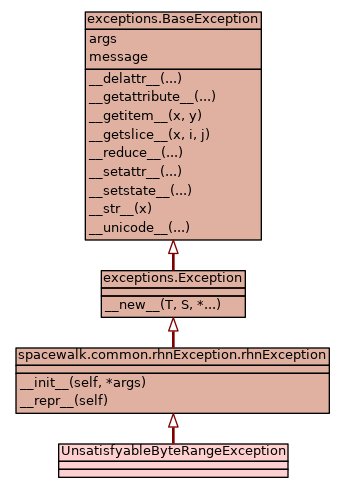 exceptions.BaseException
args
message
__delattr__(...)
__getattribute__(...)
__getitem__(x, y)
__getslice__(x, i, j)
__reduce__(...)
__setattr__(...)
__setstate__(...)
__str__(x)
__unicode__(...)
exceptions.Exception
__new__(T, S, *...)
spacewalk.common.rhnException.rhnException
__init__(self, *args)
__repr__(self)
UnsatisfyableByteRangeException